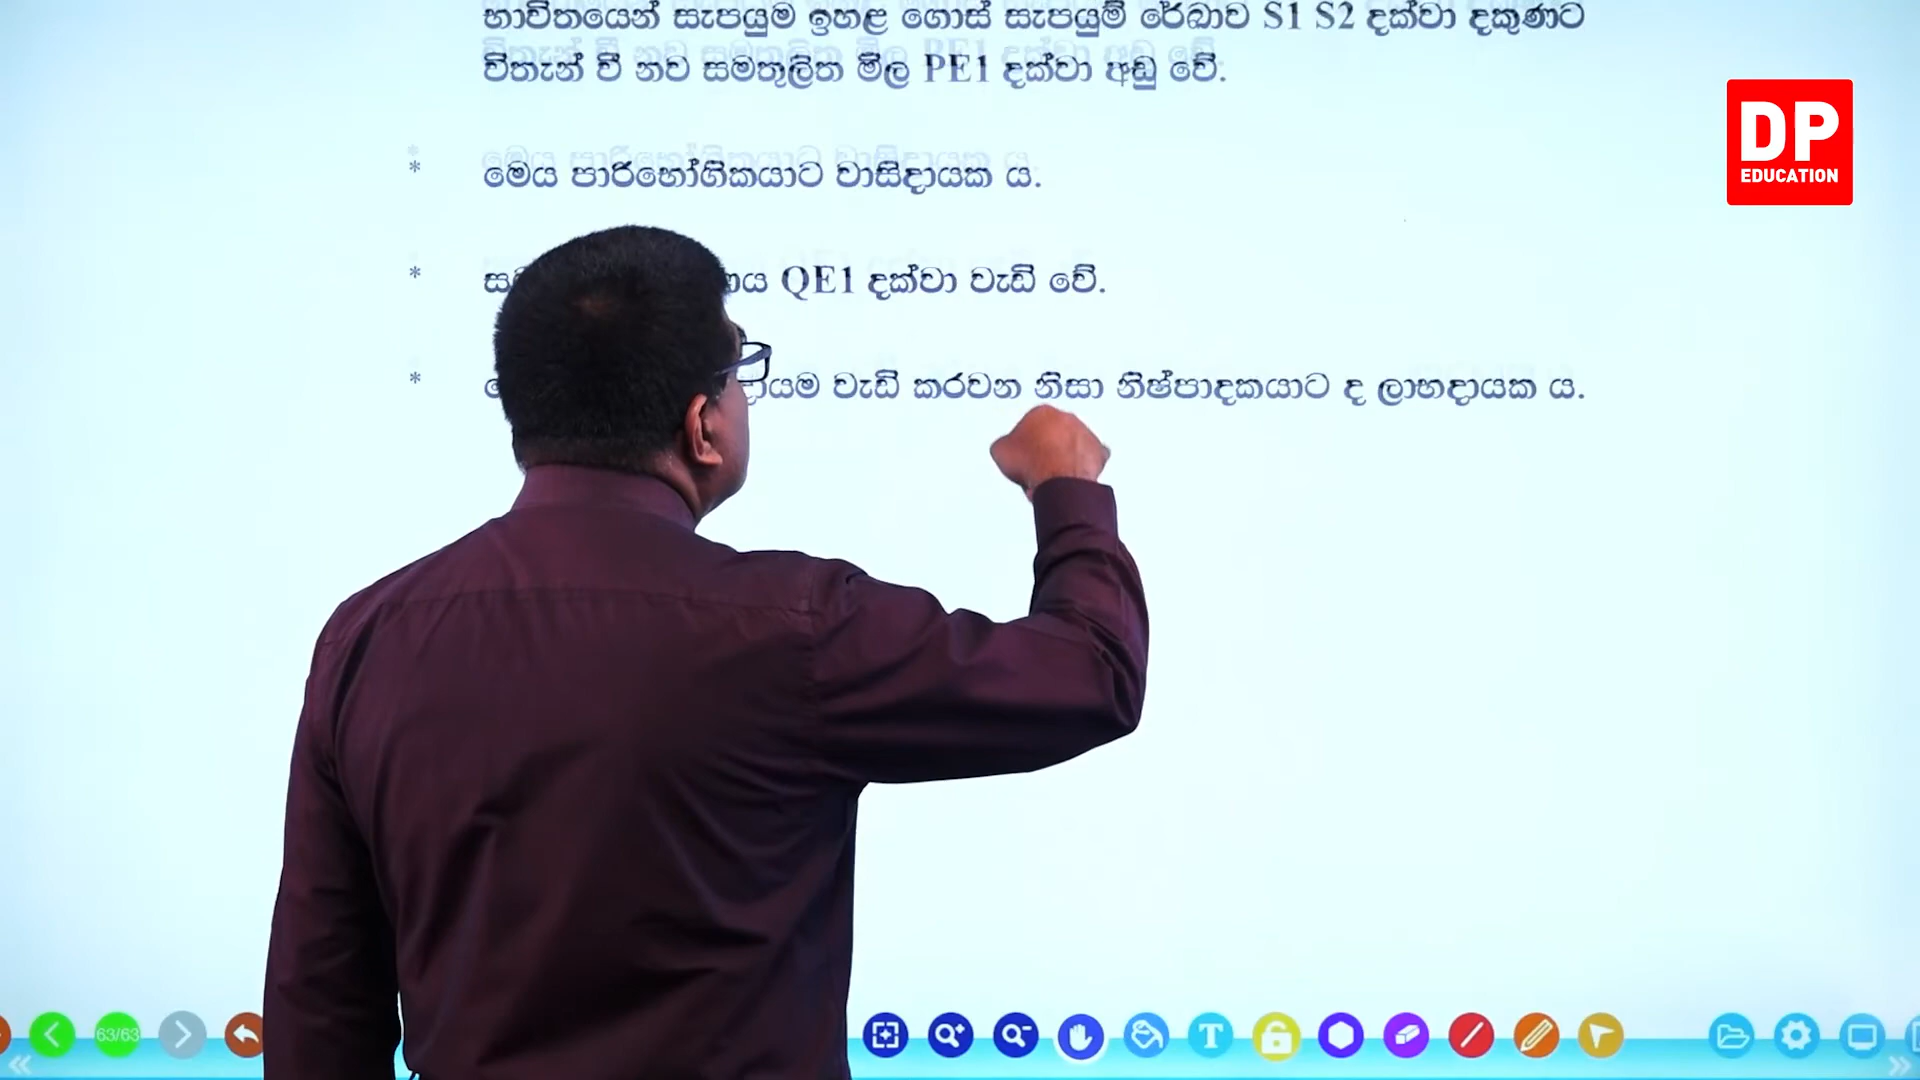 භාවිතයෙන් සැපයුම ඉහළ ගොස් සැපයුම් රේඛාව S1 S2 දක්වා දකුණට
විතැන් වී නව සමතුලිත මිල PE1 දක්වා අඩු වේ.
* මෙය පාරිභෝගිකයාට වාසිදායක ය.
* QE1 දක්වා වැඩි වේ.
* වැඩි කරවන නිසා නිෂ්පාදකයාට ද ලාභදායක ය.
DP
EDUCATION
63/63
T